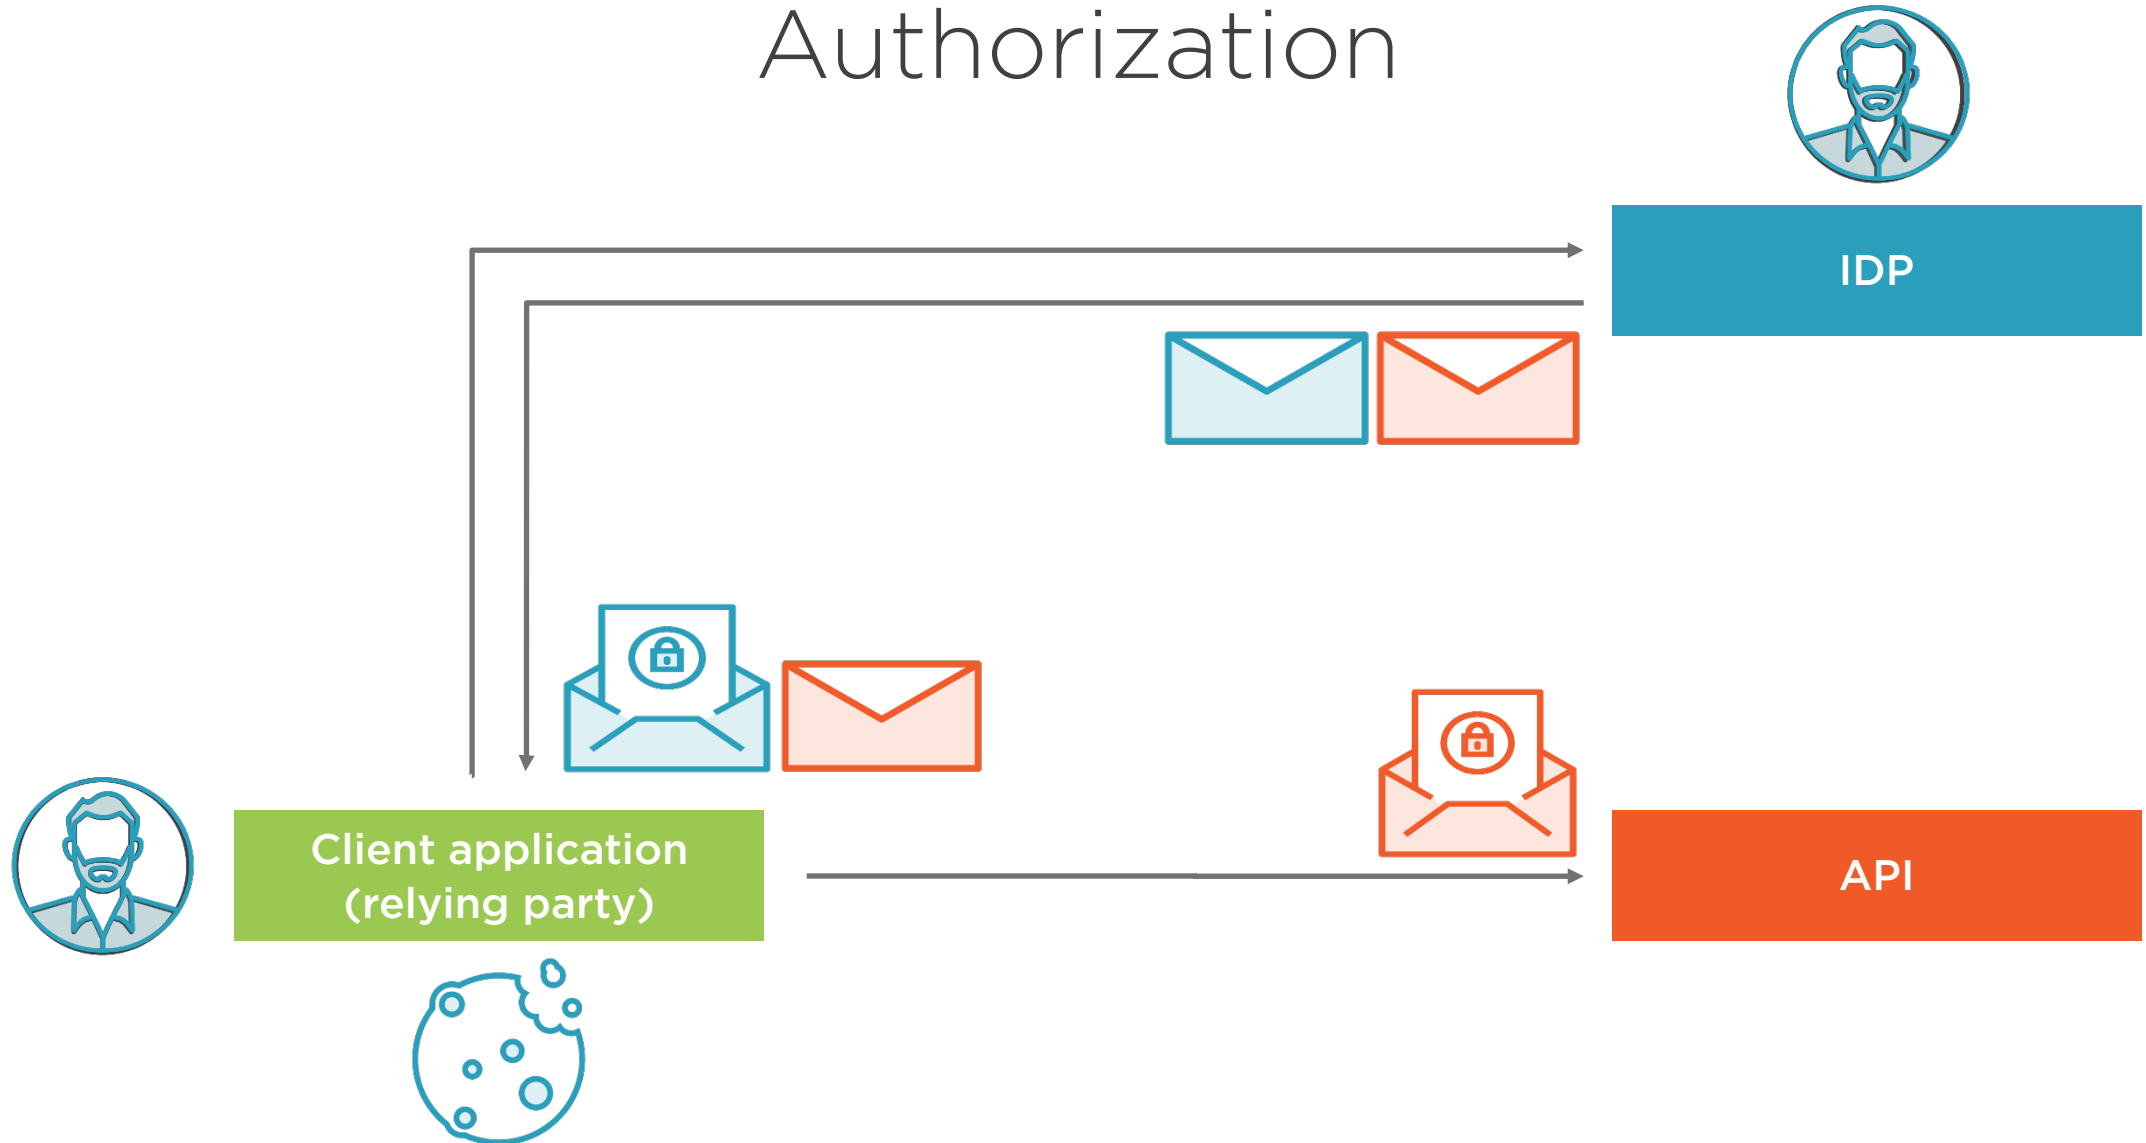 Authorization
IDP
Client application
(relying party)
API